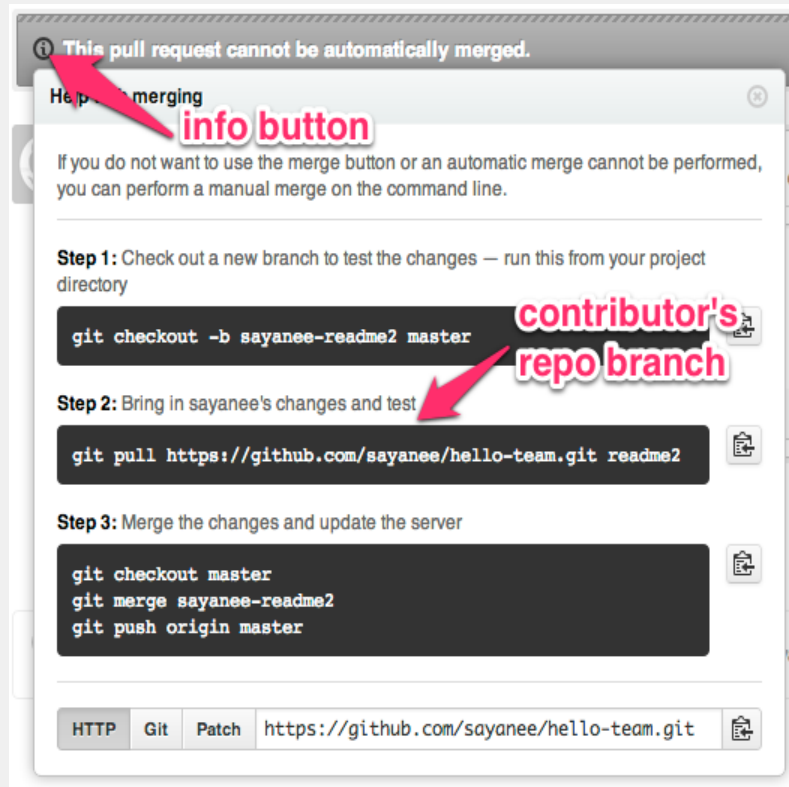 This pull request cannot be automatically merged.
Help with merging
info button
If you do not want to use the merge button or an automatic merge cannot be performed,
you can perform a manual merge on the command line.
Step 1: Check out a new branch to test the changes — run this from your project
directory
git checkout -b sayanee-readme2 master
contributor's
repo branch
Step 2: Bring in sayanee's changes and test
git pull https://github.com/sayanee/hello-team.git readme2
Step 3: Merge the changes and update the server
git checkout master
git merge sayanee-readme2
git push origin master
HTTP Git Patch https://github.com/sayanee/hello-team.git